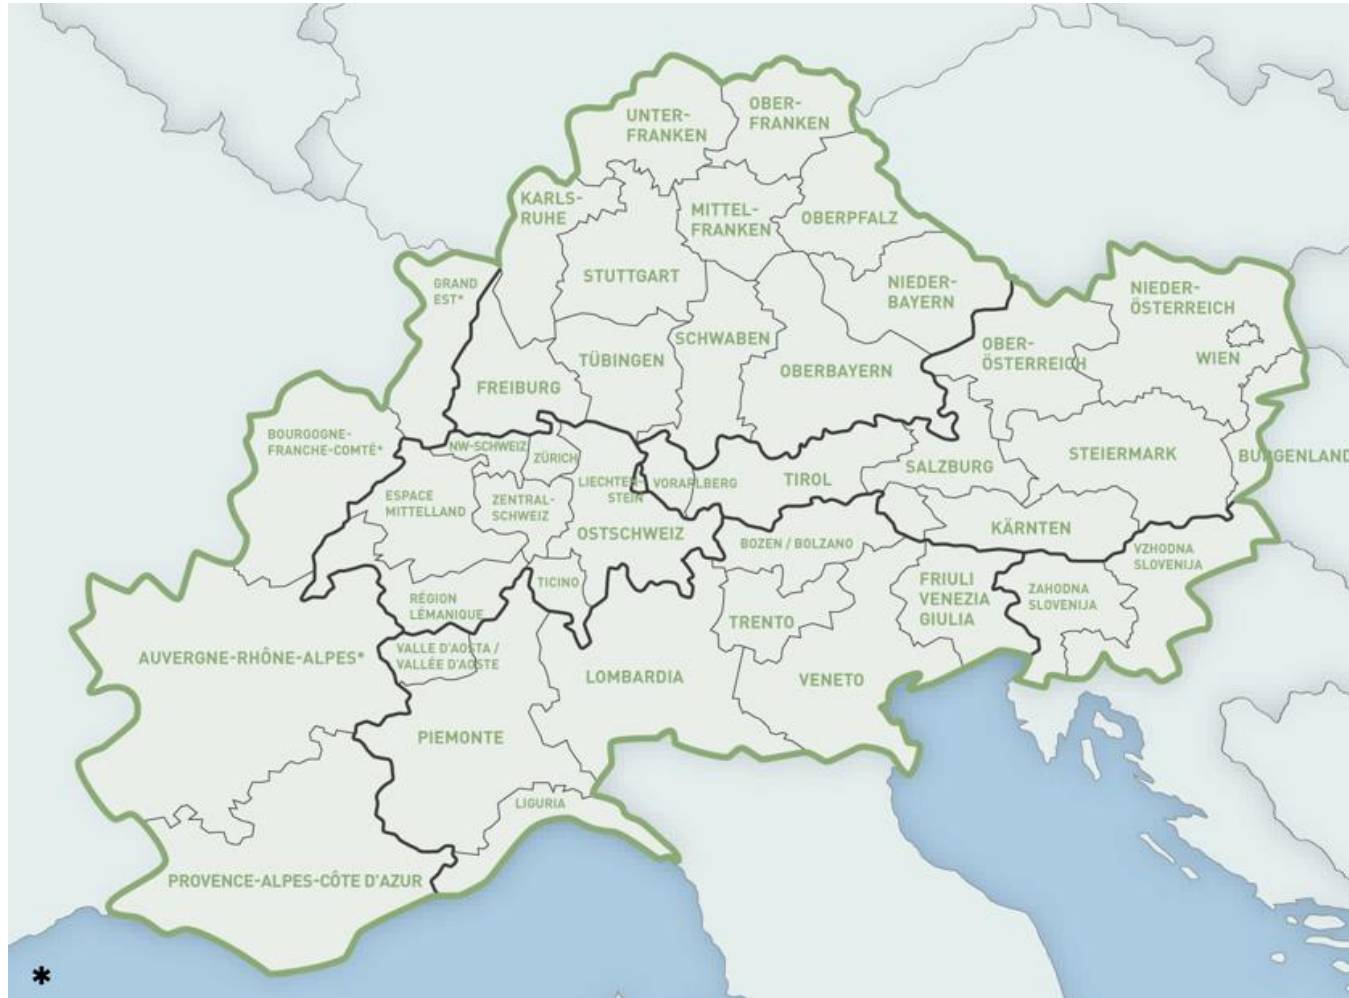 UNTER-
FRANKEN
OBER-
FRANKEN
KARLS-
RUHE
MITTEL-
FRANKEN
OBERPFALZ
GRAND
EST*
STUTTGART
NIEDER-
BAYERN
NIEDER-
ÖSTERREICH
SCHWABEN
OBER-
ÖSTERREICH
WIEN
TÜBINGEN
OBERBAYERN
FREIBURG
BOURGOGNE-
FRANCHE-COMTÉ*
NW-SCHWEIZ
ZÜRICH
STEIERMARK
BURGENLAND
SALZBURG
TIROL
VORARLBERG
LIECHTEN-
STEIN
ESPACE
MITTELLAND
ZENTRAL-
SCHWEIZ
OSTSCHWEIZ
KÄRNTEN
BOZEN / BOLZANO
VZHODNA
SLOVENIJA
TICINO
FRIULI
VENEZIA
GIULIA
ZAHODNA
SLOVENIJA
RÉGION
LÉMANIQUE
TRENTO
AUVERGNE-RHÔNE-ALPES*
VALLE D'AOSTA /
VALLÉE D'AOSTE
LOMBARDIA
VENETO
PIEMONTE
LIGURIA
PROVENCE-ALPES-CÔTE D'AZUR
*